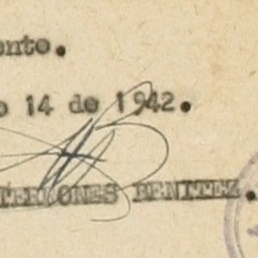 ento.
o 14 de 1942.
BENITEZ.